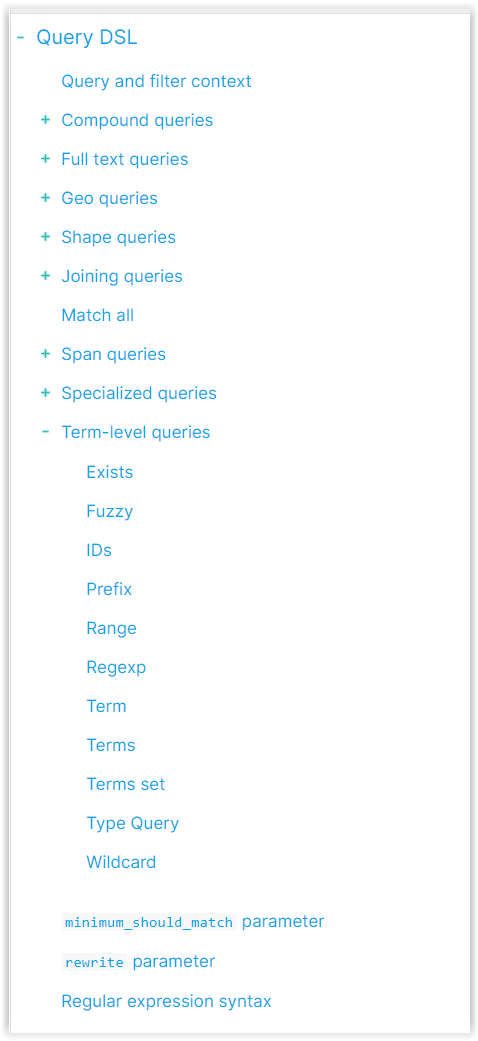 - Query DSL
Query and filter context
+ Compound queries
+ Full text queries
+ Geo queries
+ Shape queries
+ Joining queries
Match all
+ Span queries
+ Specialized queries
- Term-level queries
Exists
Fuzzy
IDs
Prefix
Range
Regexp
Term
Terms
Terms set
Type Query
Wildcard
minimum_should_match parameter
rewrite parameter
Regular expression syntax